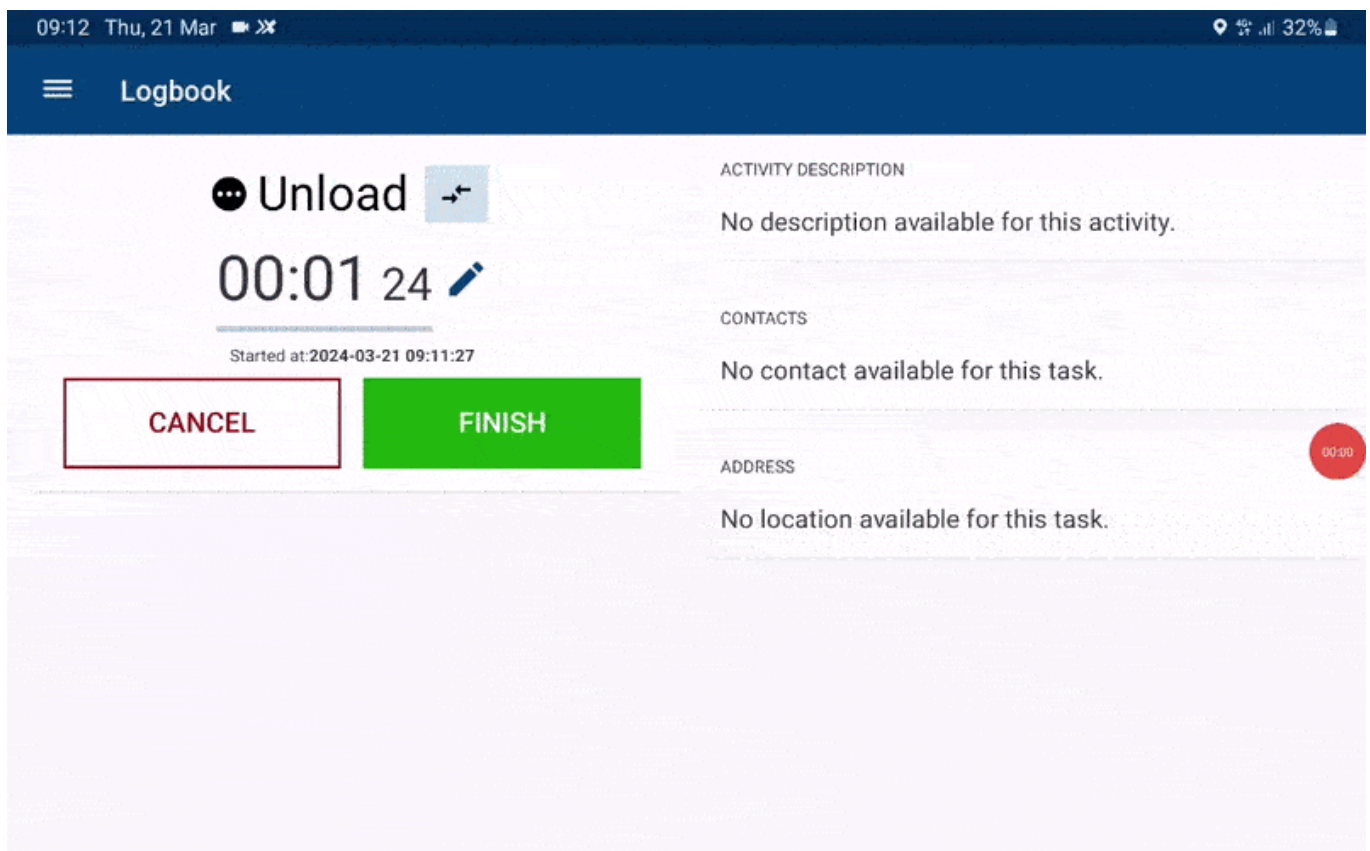 09:12 Thu, 21 Mar 32%
Logbook
Unload
00:01 24
Started at:2024-03-21 09:11:27
CANCEL FINISH
ACTIVITY DESCRIPTION
No description available for this activity.
CONTACTS
No contact available for this task.
ADDRESS
No location available for this task.
00:00